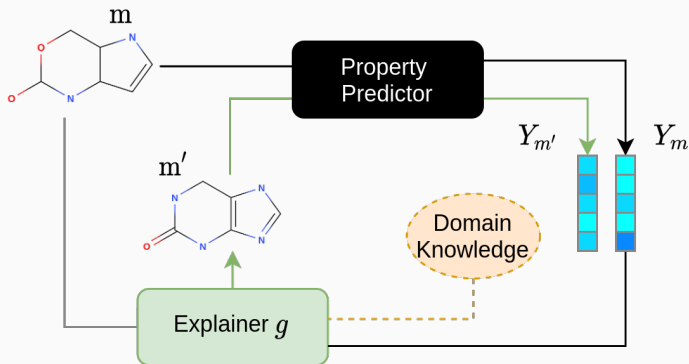 m
N
O
O
N
Property
Predictor
Y_{m'}
Y_m
m'
N
N
O
N
N
Domain
Knowledge
Explainer g